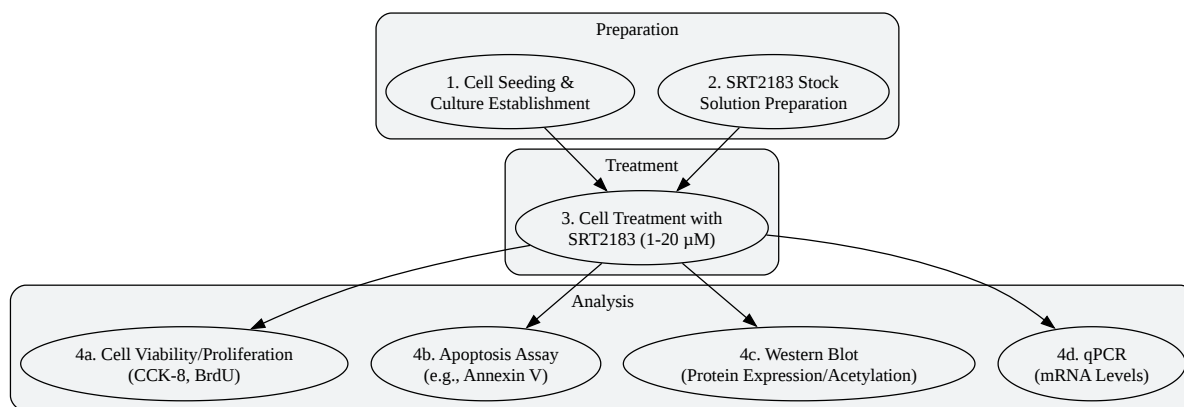 Preparation
1. Cell Seeding &
Culture Establishment
2. SRT2183 Stock
Solution Preparation
Treatment
3. Cell Treatment with
SRT2183 (1-20 µM)
Analysis
4a. Cell Viability/Proliferation
(CCK-8, BrdU)
4b. Apoptosis Assay
(e.g., Annexin V)
4c. Western Blot
(Protein Expression/Acetylation)
4d. qPCR
(mRNA Levels)